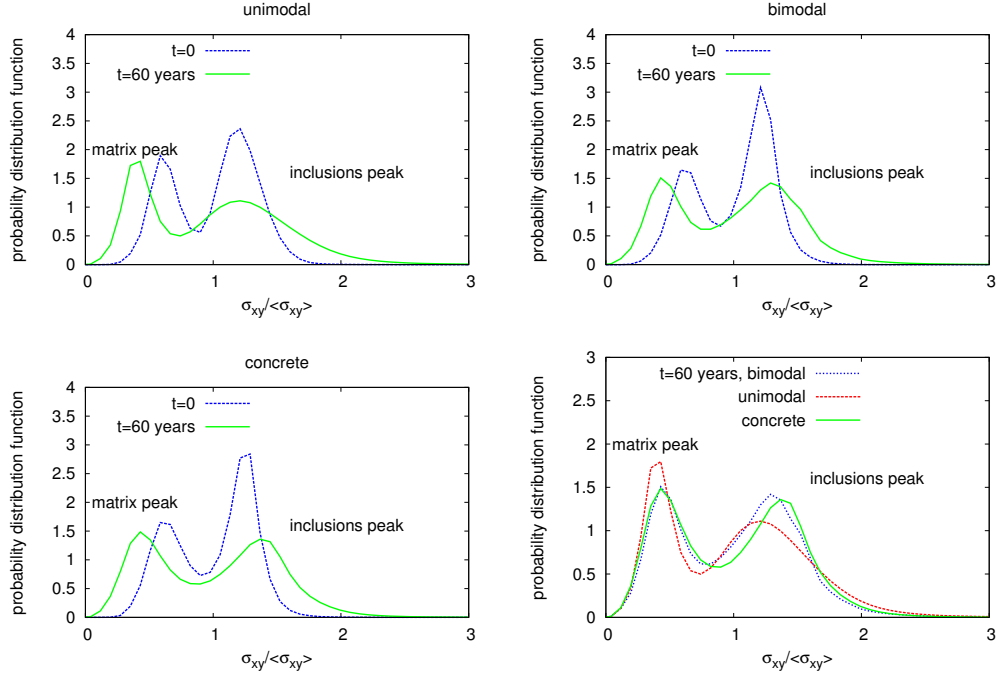 unimodal
probability distribution function
4
3.5
3
2.5
2
1.5
1
0.5
0
t=0
t=60 years
matrix peak
inclusions peak
0 1 2 3
σxy/<σxy>
bimodal
probability distribution function
4
3.5
3
2.5
2
1.5
1
0.5
0
t=0
t=60 years
matrix peak
inclusions peak
0 1 2 3
σxy/<σxy>
concrete
probability distribution function
4
3.5
3
2.5
2
1.5
1
0.5
0
t=0
t=60 years
matrix peak
inclusions peak
0 1 2 3
σxy/<σxy>
probability distribution function
3
2.5
2
1.5
1
0.5
0
t=60 years, bimodal
unimodal
concrete
matrix peak
inclusions peak
0 1 2 3
σxy/<σxy>